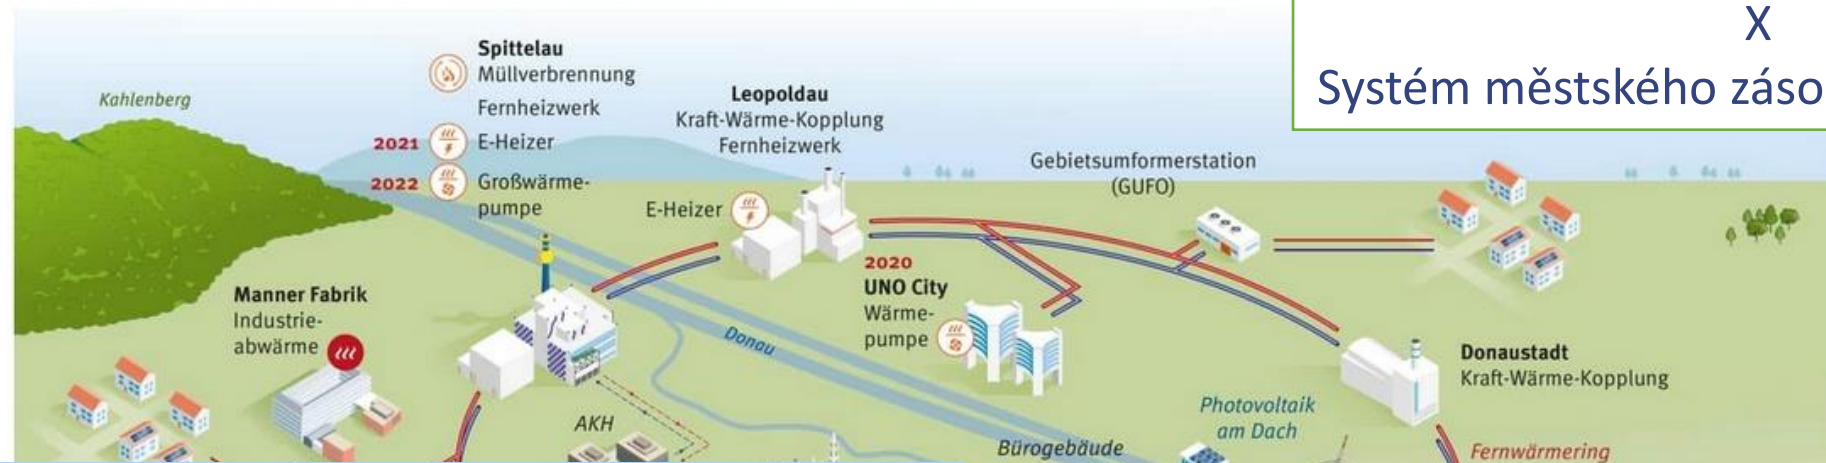 X
Systém městského záso
Spittelau
Müllverbrennung
Fernheizwerk
2021 E-Heizer
2022 Großwärme-
pumpe
Kahlenberg
Leopoldau
Kraft-Wärme-Kopplung
Fernheizwerk
E-Heizer
Gebietsumformerstation
(GUFO)
2020
UNO City
Wärme-
pumpe
Manner Fabrik
Industrie-
abwärme
Donau
Donaustadt
Kraft-Wärme-Kopplung
AKH
Photovoltaik
am Dach
Bürogebäude
Fernwärmering